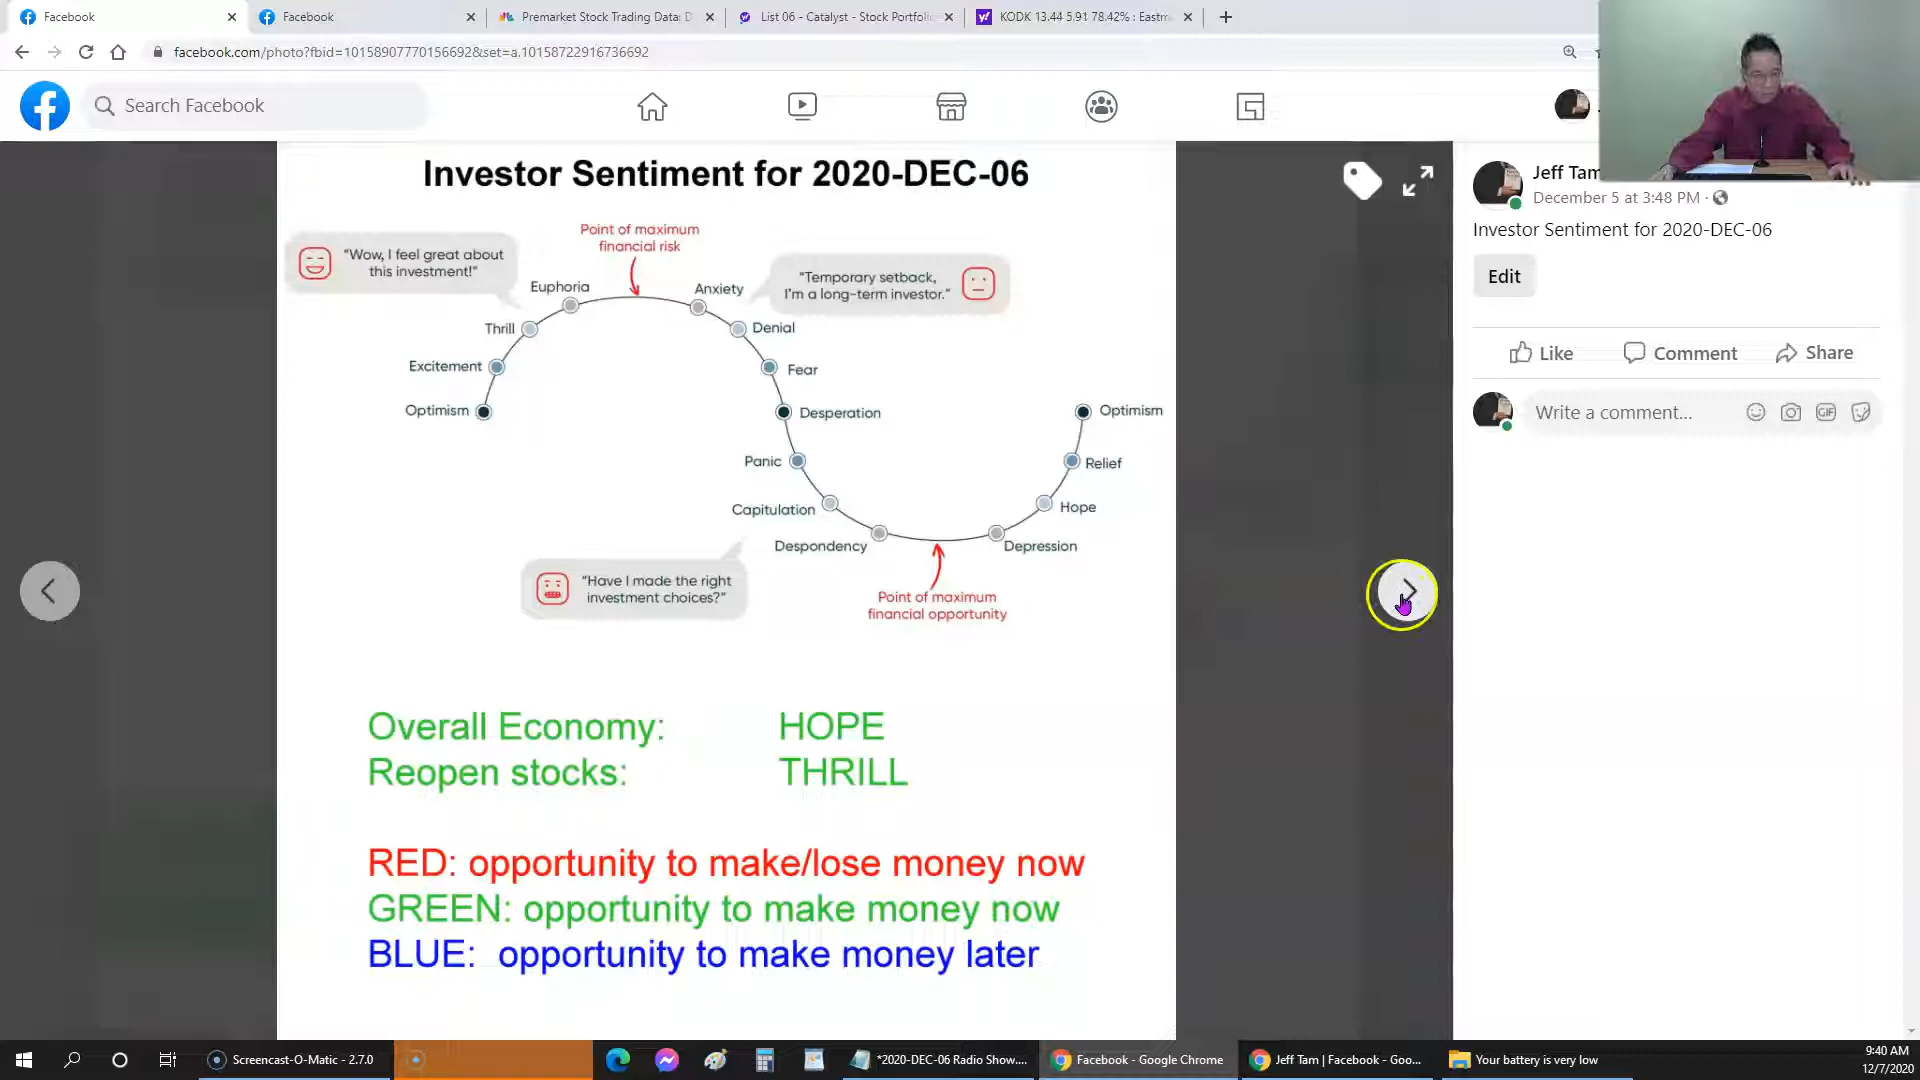 Facebook
Facebook
Premarket Stock Trading Data: D
List 06 - Catalyst - Stock Portfolio
KODK 13.44 5.91 78.42% : Eastm
facebook.com/photo?fbid=10158907770156692&set=a.10158722916736692
Search Facebook
Investor Sentiment for 2020-DEC-06
Point of maximum
financial risk
"Wow, I feel great about
this investment!"
"Temporary setback,
I'm a long-term investor."
Euphoria
Anxiety
Thrill
Denial
Excitement
Fear
Optimism
Desperation
Optimism
Panic
Relief
Capitulation
Hope
Despondency
Depression
"Have I made the right
investment choices?"
Point of maximum
financial opportunity
Overall Economy: HOPE
Reopen stocks: THRILL
RED: opportunity to make/lose money now
GREEN: opportunity to make money now
BLUE: opportunity to make money later
Jeff Tam
December 5 at 3:48 PM ·
Investor Sentiment for 2020-DEC-06
Edit
Like
Comment
Share
Write a comment...
GIF
Screencast-O-Matic - 2.7.0
*2020-DEC-06 Radio Show....
Facebook - Google Chrome
Jeff Tam | Facebook - Goo...
Your battery is very low
9:40 AM
12/7/2020